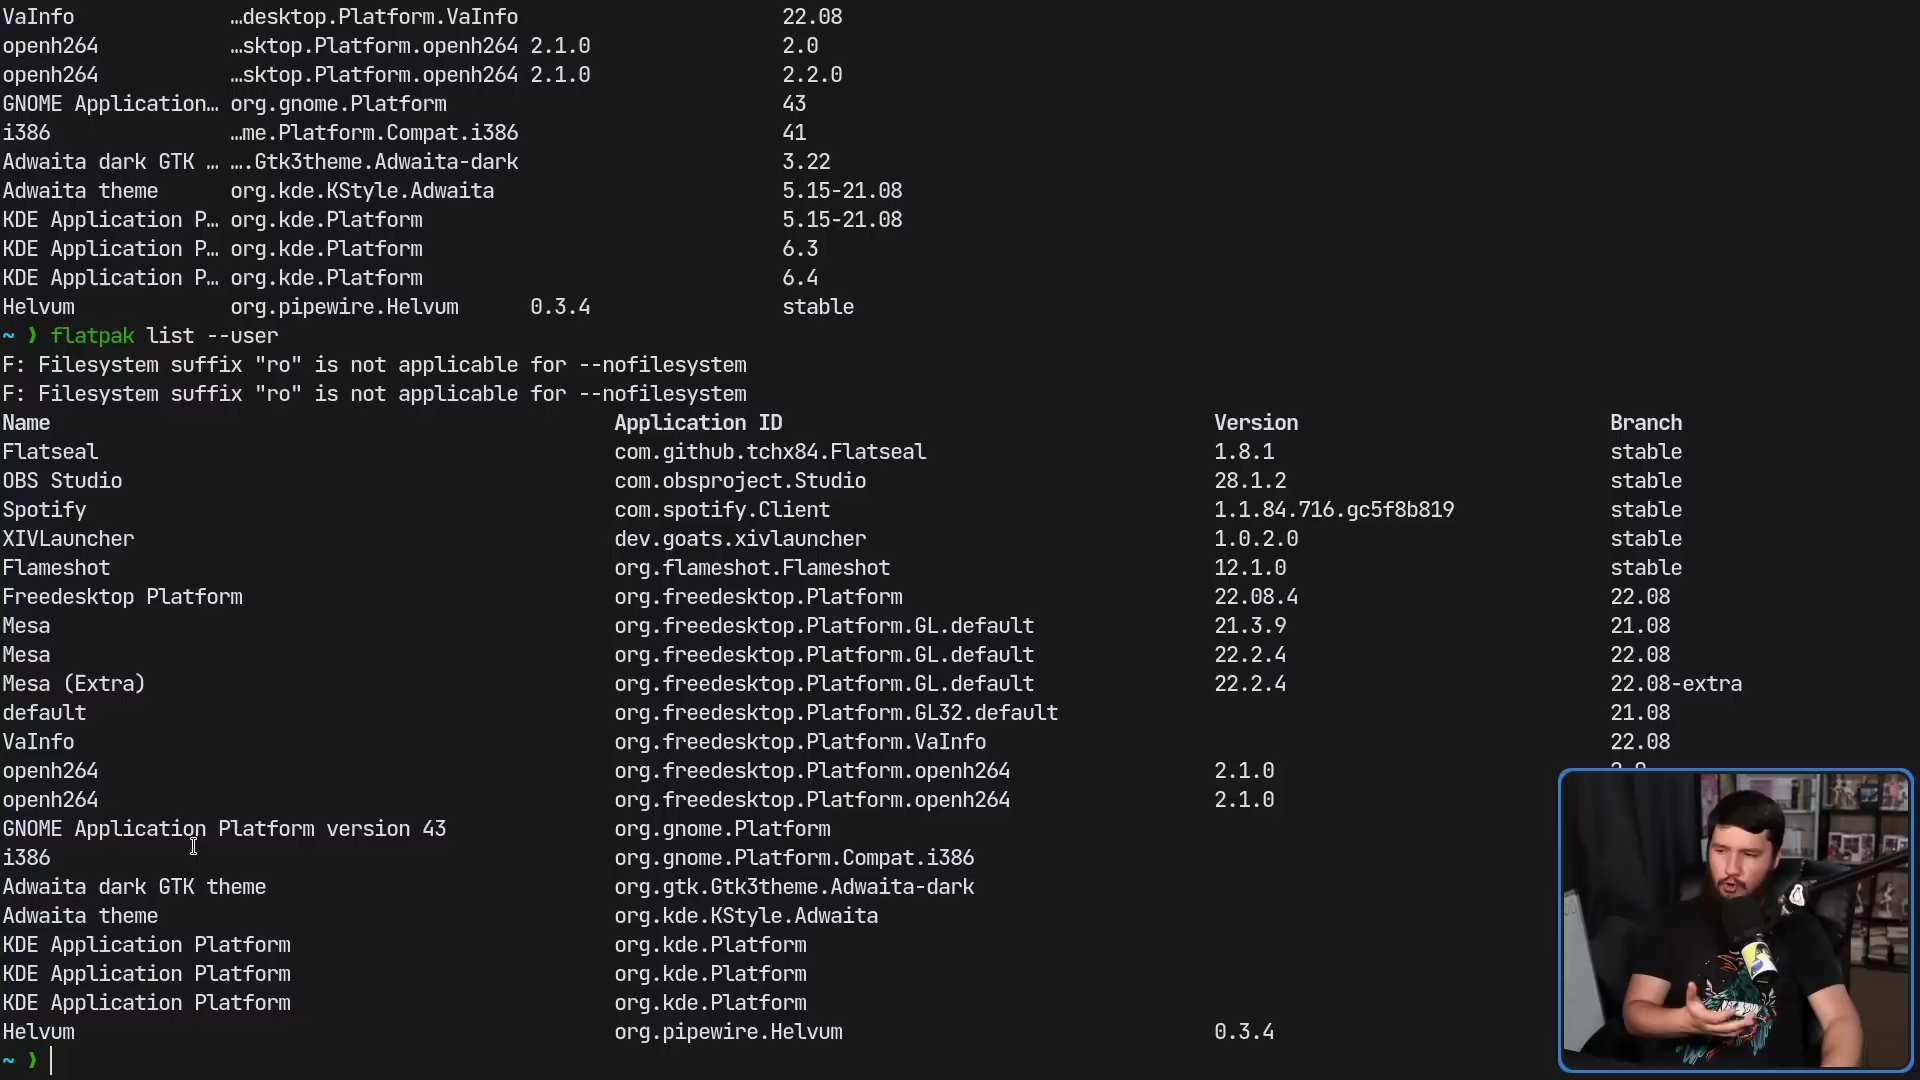 VaInfo …desktop.Platform.VaInfo 22.08
openh264 …sktop.Platform.openh264 2.1.0 2.0
openh264 …sktop.Platform.openh264 2.1.0 2.2.0
GNOME Application… org.gnome.Platform 43
i386 …me.Platform.Compat.i386 41
Adwaita dark GTK … ….Gtk3theme.Adwaita-dark 3.22
Adwaita theme org.kde.KStyle.Adwaita 5.15-21.08
KDE Application P… org.kde.Platform 5.15-21.08
KDE Application P… org.kde.Platform 6.3
KDE Application P… org.kde.Platform 6.4
Helvum org.pipewire.Helvum 0.3.4 stable
~ ❯ flatpak list --user
F: Filesystem suffix "ro" is not applicable for --nofilesystem
F: Filesystem suffix "ro" is not applicable for --nofilesystem
Name Application ID Version Branch
Flatseal com.github.tchx84.Flatseal 1.8.1 stable
OBS Studio com.obsproject.Studio 28.1.2 stable
Spotify com.spotify.Client 1.1.84.716.gc5f8b819 stable
XIVLauncher dev.goats.xivlauncher 1.0.2.0 stable
Flameshot org.flameshot.Flameshot 12.1.0 stable
Freedesktop Platform org.freedesktop.Platform 22.08.4 22.08
Mesa org.freedesktop.Platform.GL.default 21.3.9 21.08
Mesa org.freedesktop.Platform.GL.default 22.2.4 22.08
Mesa (Extra) org.freedesktop.Platform.GL.default 22.2.4 22.08-extra
default org.freedesktop.Platform.GL32.default 21.08
VaInfo org.freedesktop.Platform.VaInfo 22.08
openh264 org.freedesktop.Platform.openh264 2.1.0
openh264 org.freedesktop.Platform.openh264 2.1.0
GNOME Application Platform version 43 org.gnome.Platform
i386 org.gnome.Platform.Compat.i386
Adwaita dark GTK theme org.gtk.Gtk3theme.Adwaita-dark
Adwaita theme org.kde.KStyle.Adwaita
KDE Application Platform org.kde.Platform
KDE Application Platform org.kde.Platform
KDE Application Platform org.kde.Platform
Helvum org.pipewire.Helvum 0.3.4
~ ❯